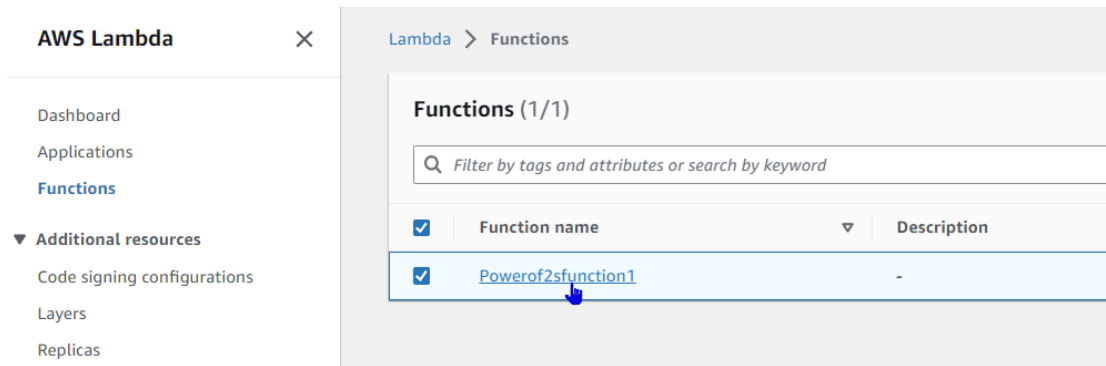 AWS Lambda
Dashboard
Applications
Functions
Additional resources
Code signing configurations
Layers
Replicas
Lambda > Functions
Functions (1/1)
Filter by tags and attributes or search by keyword
Function name Description
Powerof2sfunction1 -